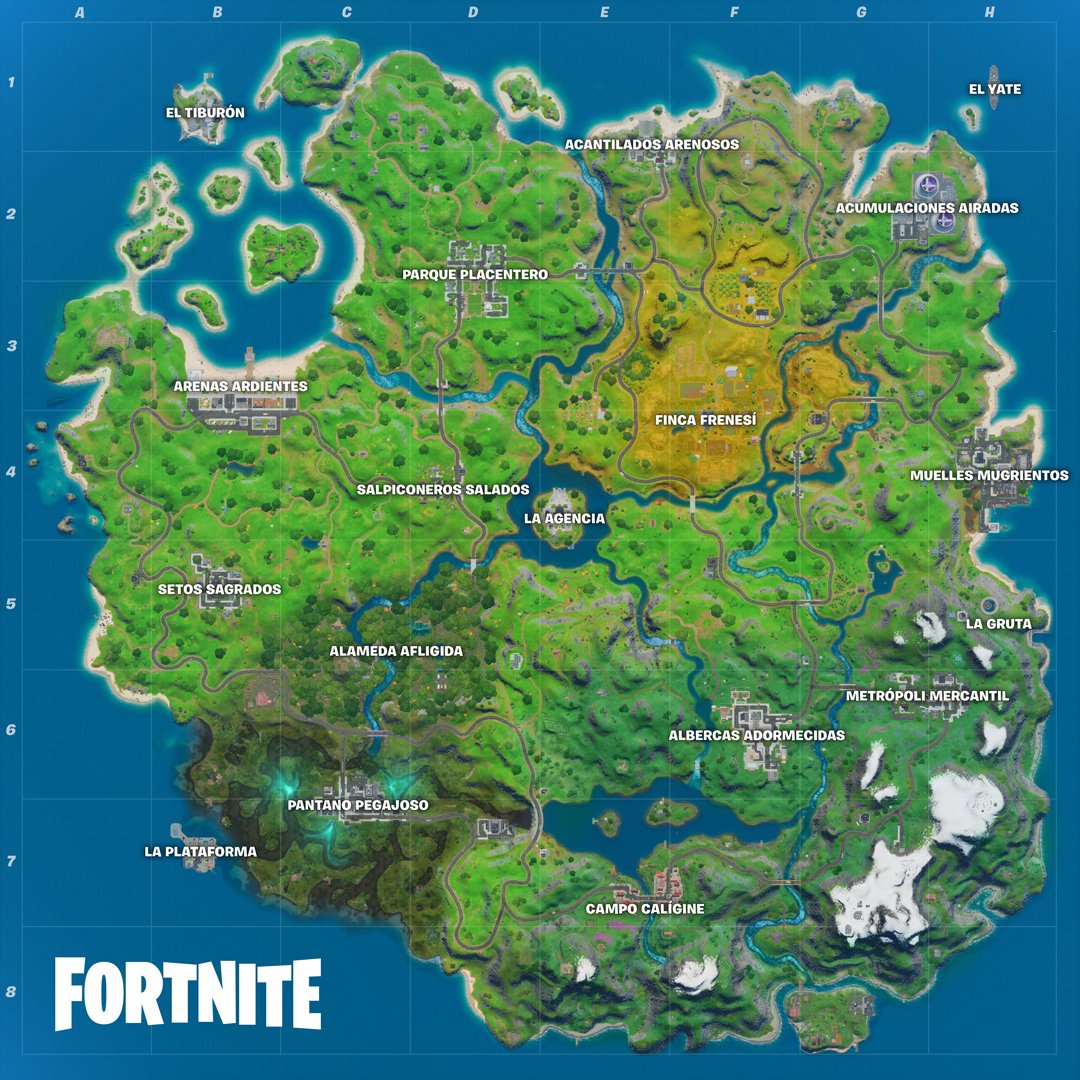 A B C D E F G H
1
EL YATE
EL TIBURÓN
ACANTILADOS ARENOSOS
2
ACUMULACIONES AIRADAS
PARQUE PLACENTERO
3
ARENAS ARDIENTES
FINCA FRENESÍ
4
MUELLES MUGRIENTOS
SALPICONEROS SALADOS
LA AGENCIA
SETOS SAGRADOS
5
LA GRUTA
ALAMEDA AFLIGIDA
METRÓPOLI MERCANTIL
6
ALBERCAS ADORMECIDAS
PANTANO PEGAJOSO
LA PLATAFORMA
7
CAMPO CALÍGINE
8
FORTNITE